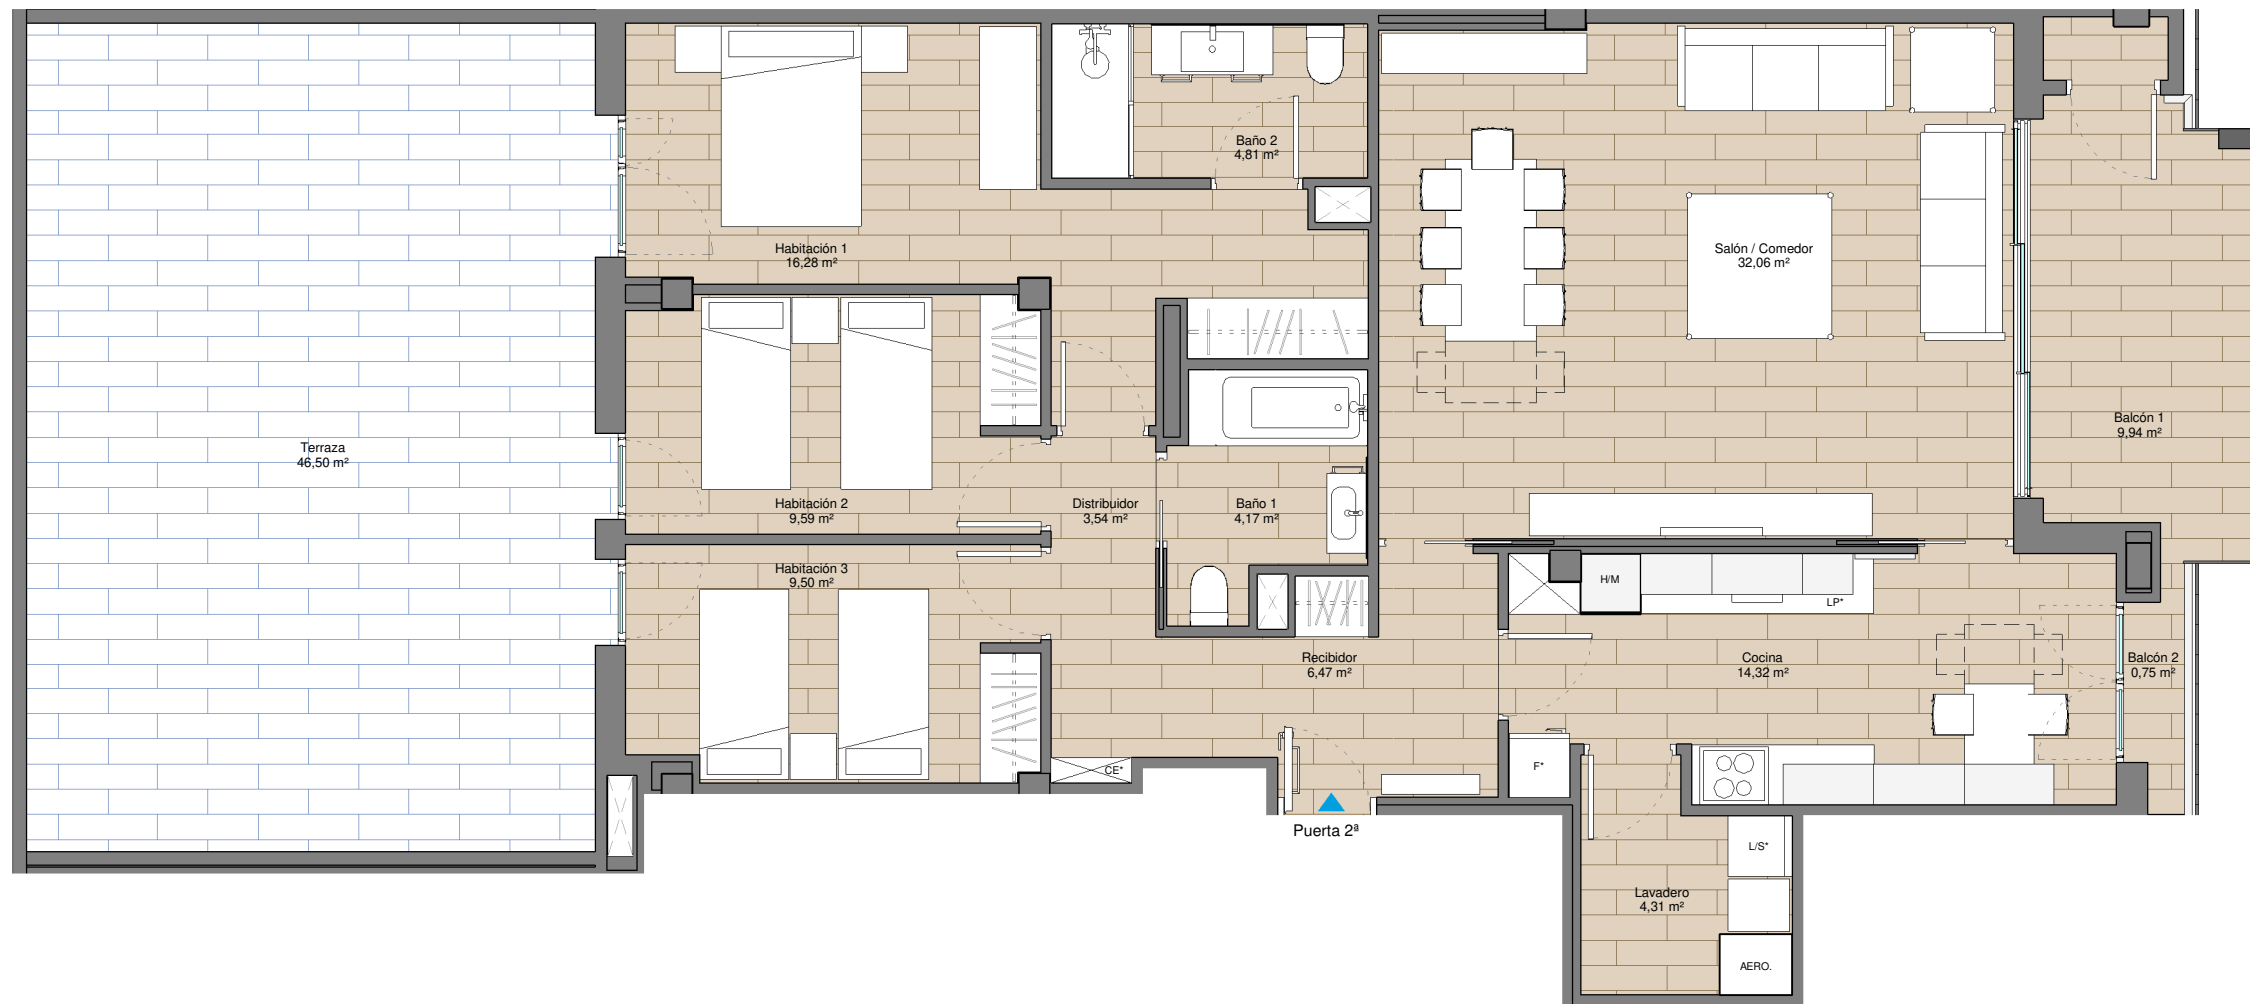 Baño 2
4,81 m²
Habitación 1
16,28 m²
Salón / Comedor
32,06 m²
Balcón 1
9,94 m²
Terraza
46,50 m²
Habitación 2
9,59 m²
Distribuidor
3,54 m²
Baño 1
4,17 m²
Habitación 3
9,50 m²
H/M
LP*
Recibidor
6,47 m²
Cocina
14,32 m²
Balcón 2
0,75 m²
CE*
F*
Puerta 2ª
L/S*
Lavadero
4,31 m²
AERO.